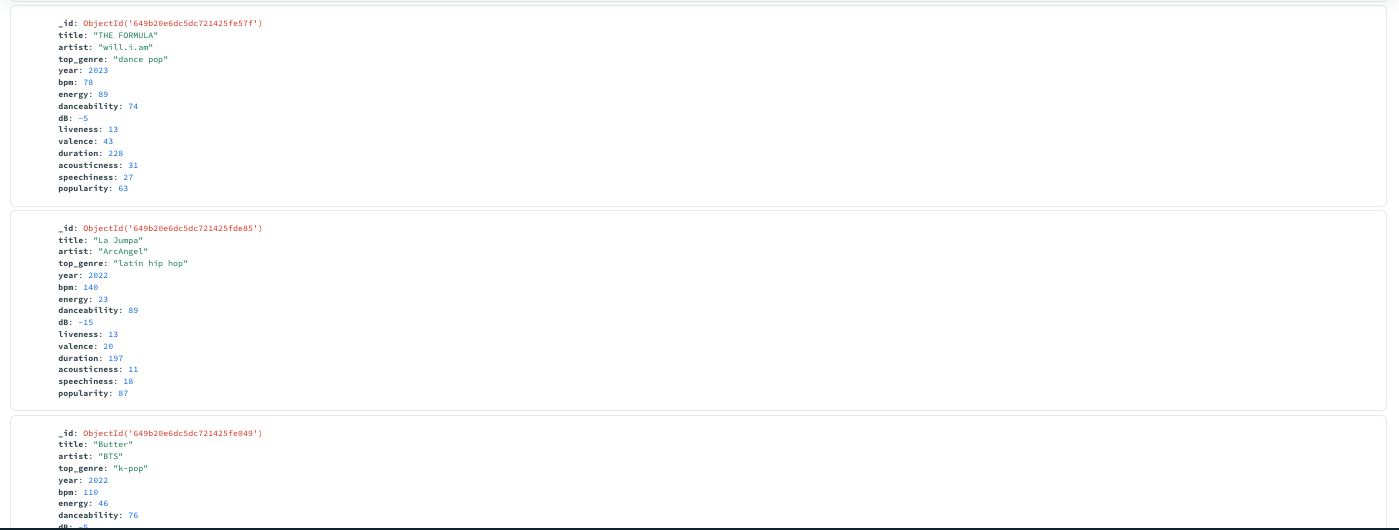 _id: ObjectId('649b20e6dc5dc721425fe57f')
title: "THE FORMULA"
artist: "will.i.am"
top_genre: "dance pop"
year: 2023
bpm: 78
energy: 89
danceability: 74
dB: -5
liveness: 13
valence: 43
duration: 228
acousticness: 31
speechiness: 27
popularity: 63
_id: ObjectId('649b20e6dc5dc721425fde85')
title: "La Jumpa"
artist: "ArcAngel"
top_genre: "latin hip hop"
year: 2022
bpm: 140
energy: 23
danceability: 89
dB: -15
liveness: 13
valence: 20
duration: 197
acousticness: 11
speechiness: 18
popularity: 87
_id: ObjectId('649b20e6dc5dc721425fe049')
title: "Butter"
artist: "BTS"
top_genre: "k-pop"
year: 2022
bpm: 110
energy: 46
danceability: 76
dB: -5